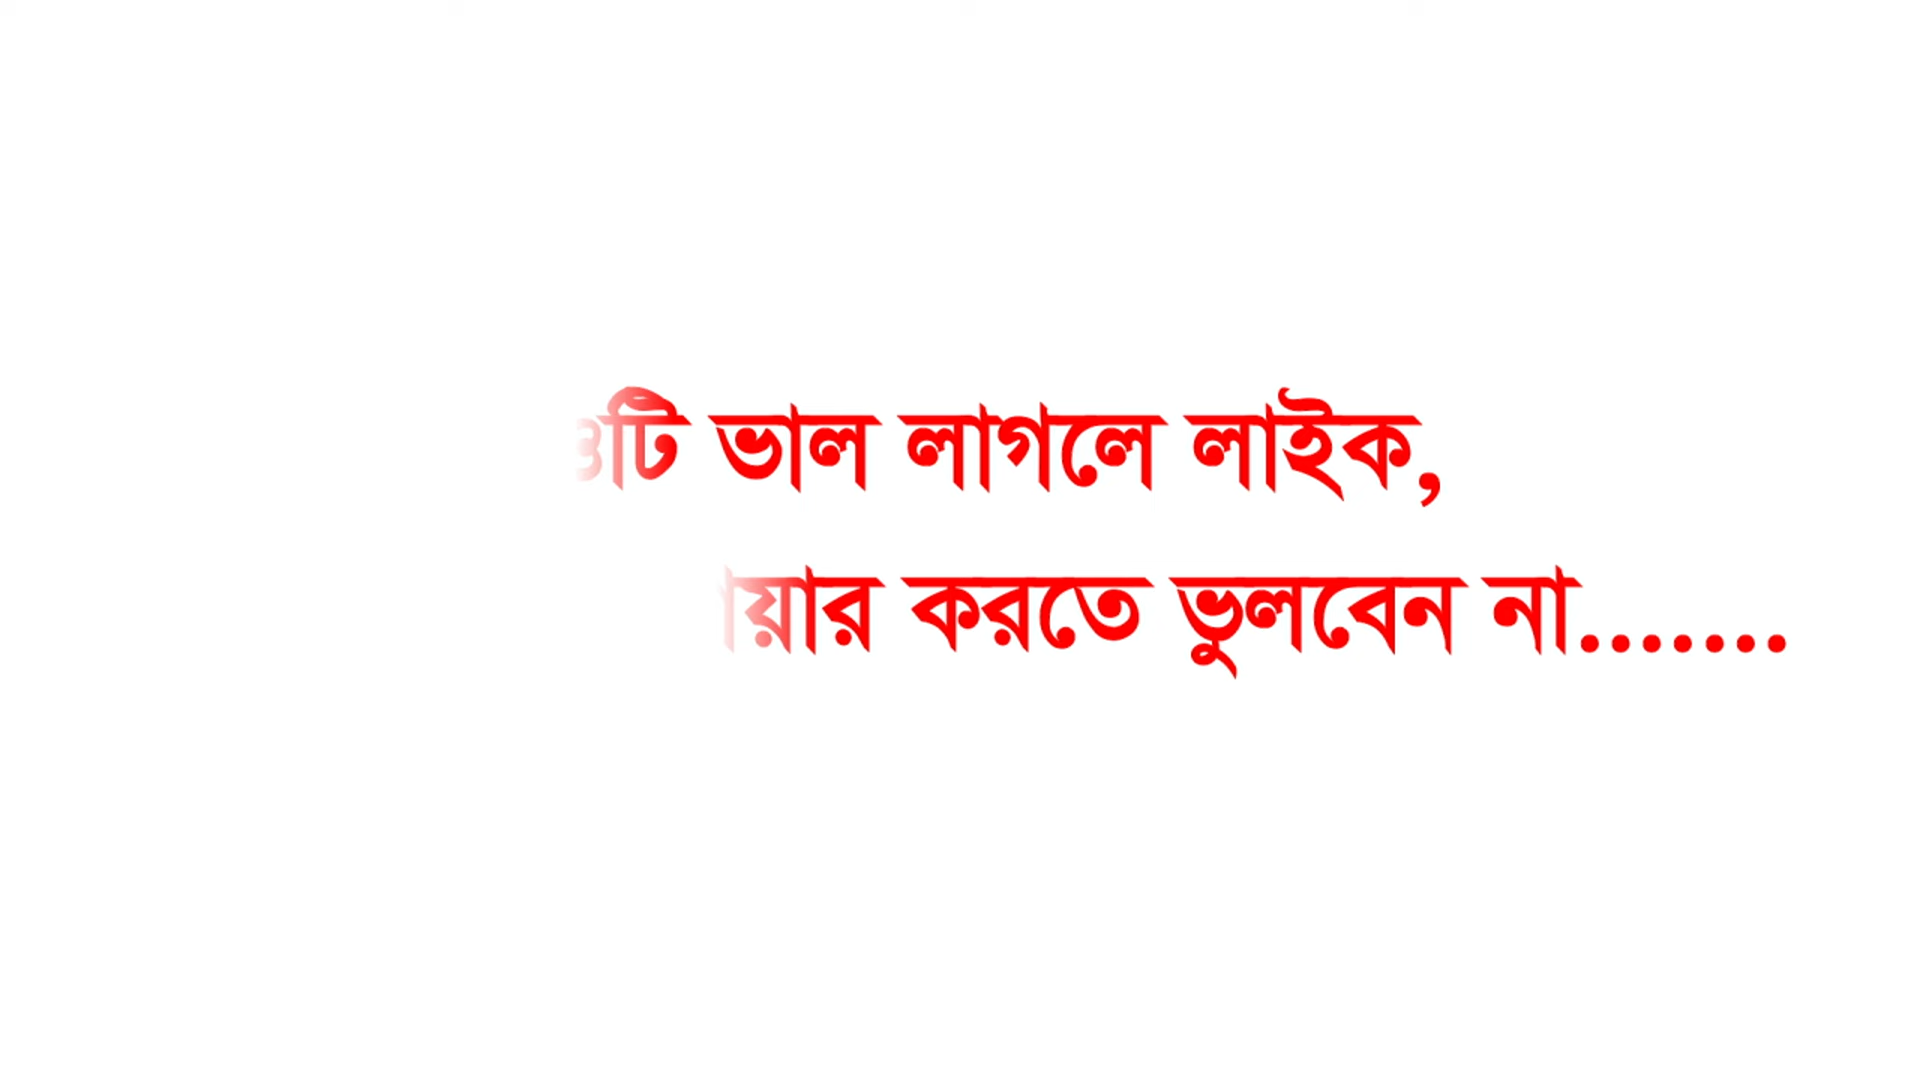 ভাল লাগলে লাইক,
করতে ভুলবেন না.......